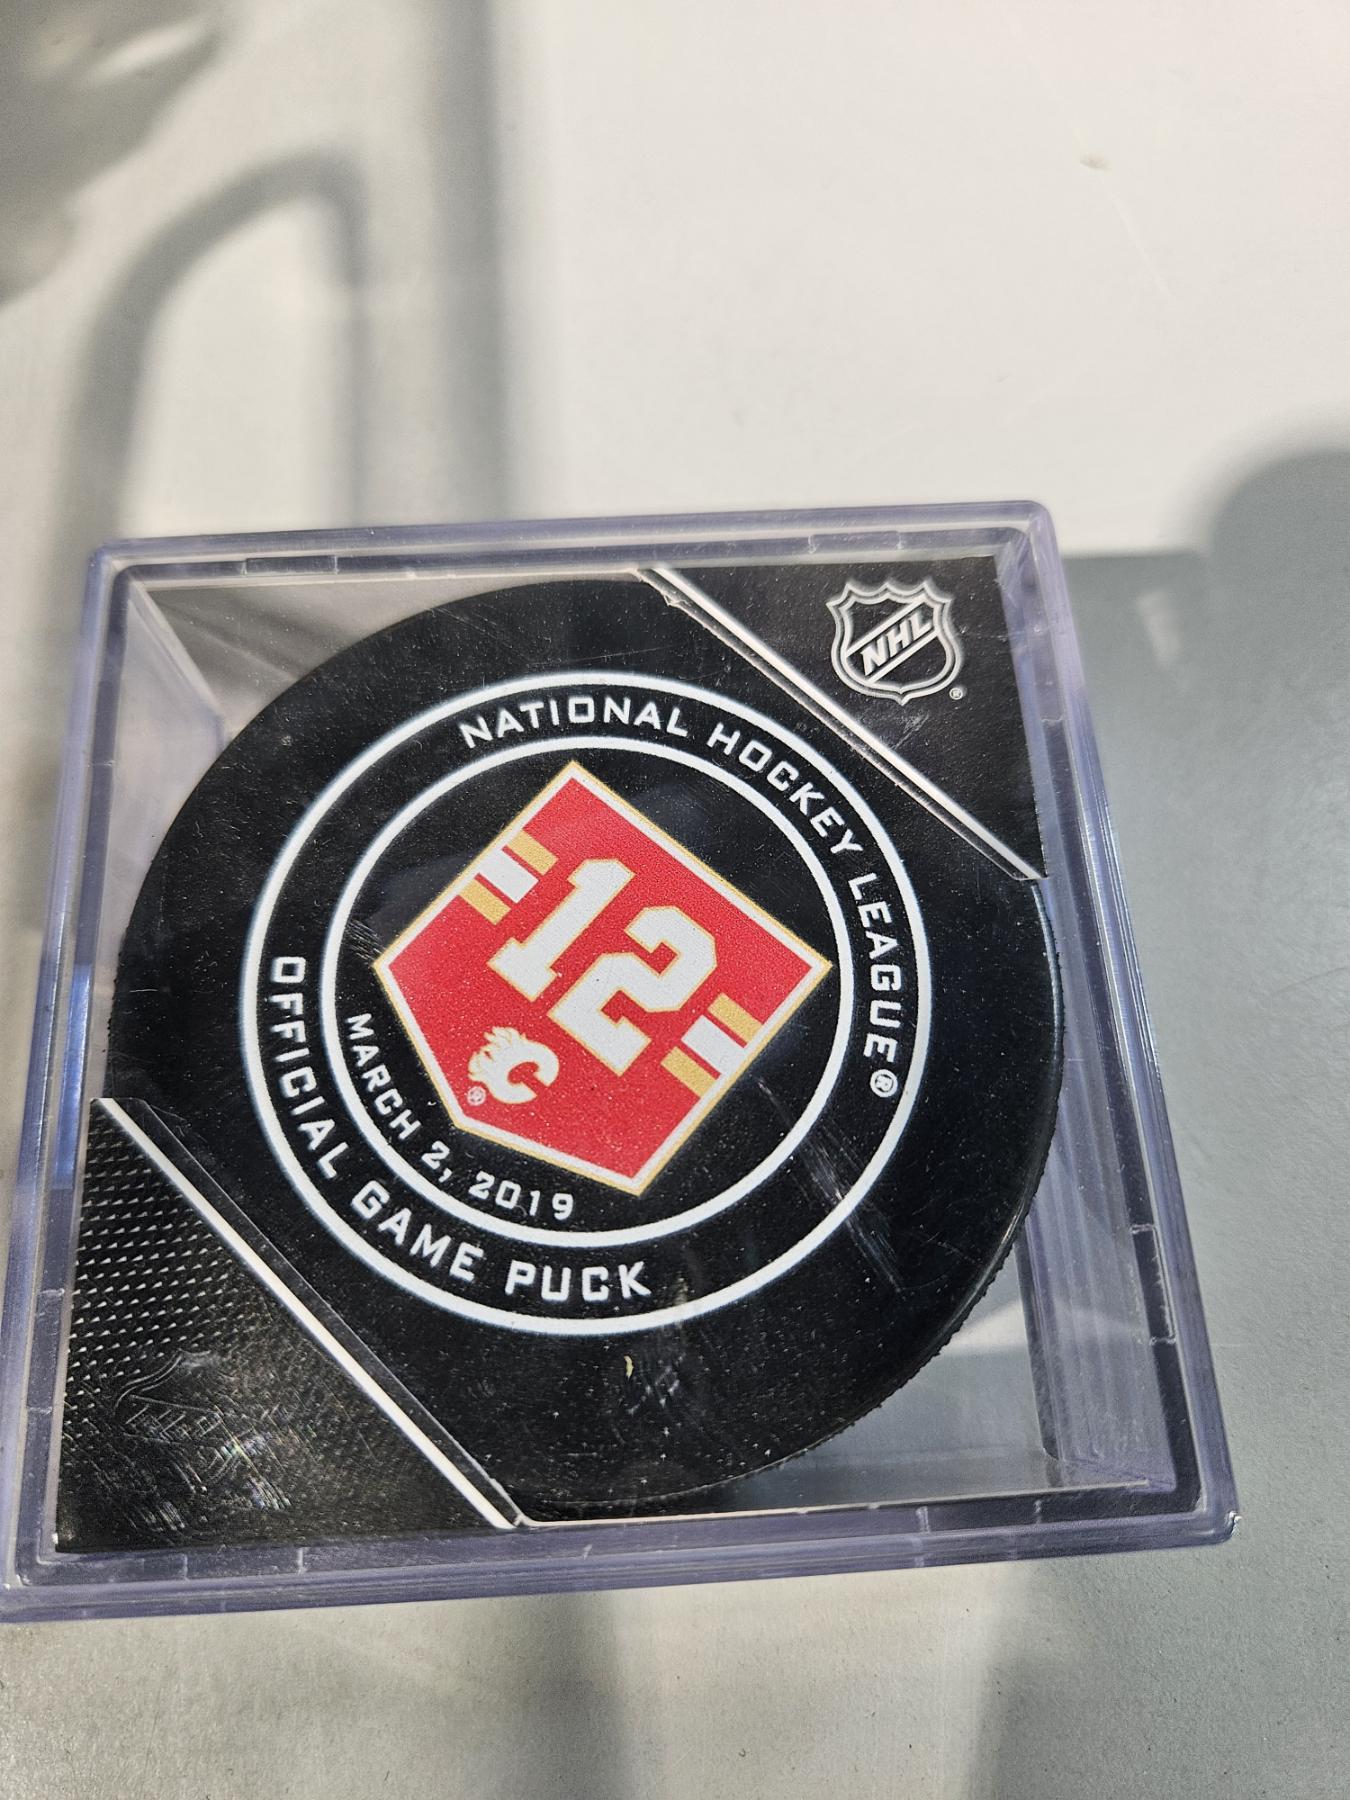 NHL®
NATIONAL HOCKEY LEAGUE®
12
C®
MARCH 2, 2019
OFFICIAL GAME PUCK